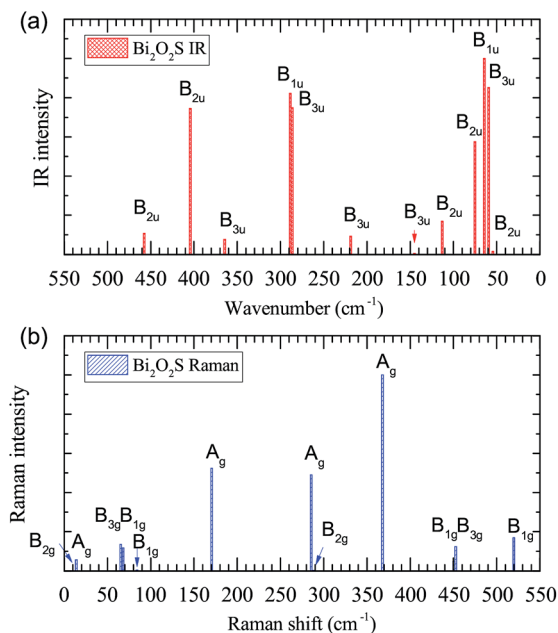 (a)
Bi₂O₂S IR
IR intensity
B₂ᵤ
B₂ᵤ
B₃ᵤ
B₁ᵤ
B₃ᵤ
B₃ᵤ
B₃ᵤ
B₂ᵤ
B₂ᵤ
B₁ᵤ
B₃ᵤ
B₂ᵤ
550 500 450 400 350 300 250 200 150 100 50 0
Wavenumber (cm⁻¹)
(b)
Bi₂O₂S Raman
Raman intensity
B₂g
Ag
B₃g B₁g
B₁g
Ag
Ag
B₂g
Ag
B₁g B₃g
B₁g
0 50 100 150 200 250 300 350 400 450 500 550
Raman shift (cm⁻¹)